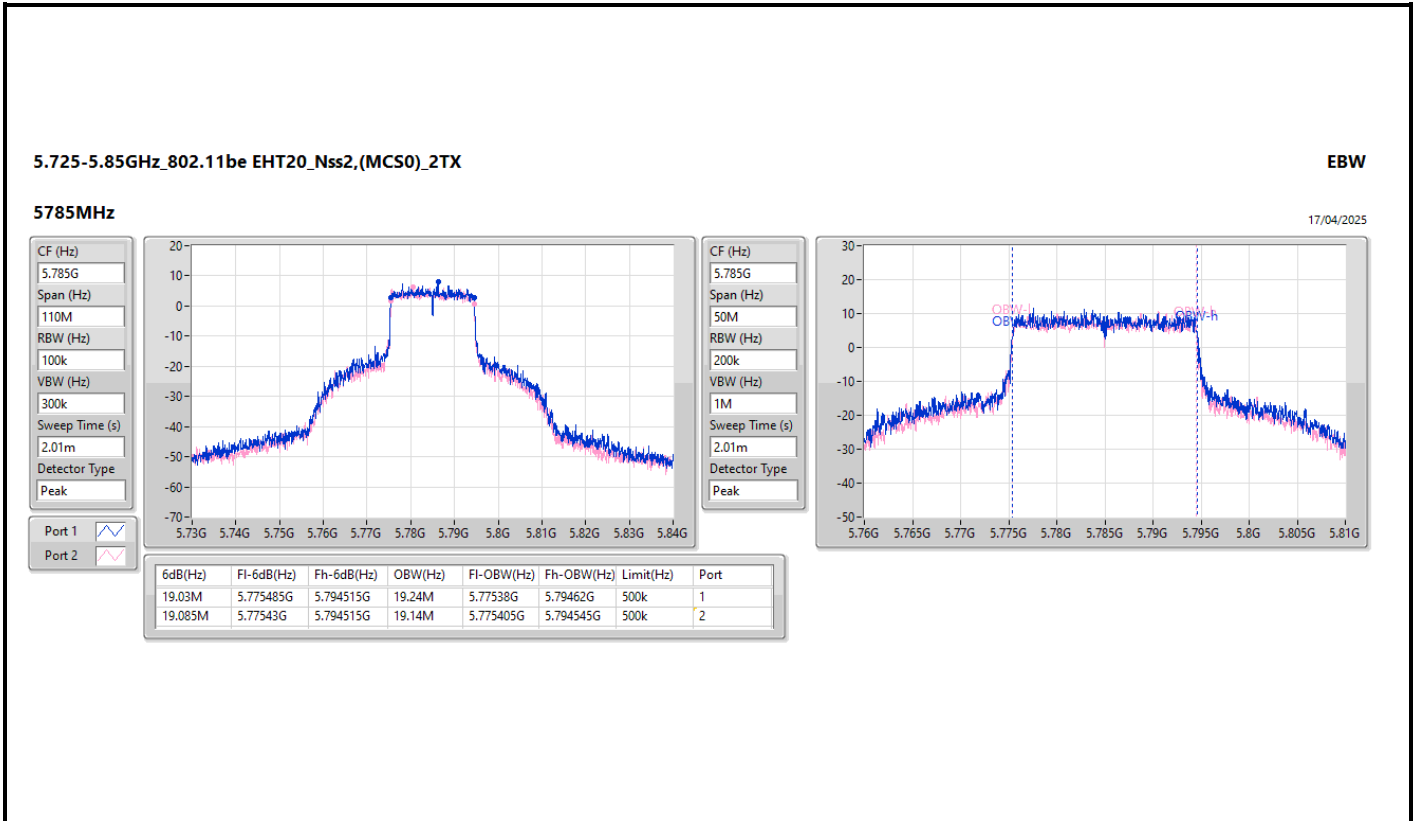 5.725-5.85GHz_802.11be EHT20_Nss2,(MCS0)_2TX
EBW
5785MHz
17/04/2025
CF (Hz)
5.785G
Span (Hz)
110M
RBW (Hz)
100k
VBW (Hz)
300k
Sweep Time (s)
2.01m
Detector Type
Peak
Port 1
Port 2
20
10
0
-10
-20
-30
-40
-50
-60
-70
5.73G 5.74G 5.75G 5.76G 5.77G 5.78G 5.79G 5.8G 5.81G 5.82G 5.83G 5.84G
CF (Hz)
5.785G
Span (Hz)
50M
RBW (Hz)
200k
VBW (Hz)
1M
Sweep Time (s)
2.01m
Detector Type
Peak
30
20
10
0
-10
-20
-30
-40
-50
OBW-l
OBW-h
5.76G 5.765G 5.77G 5.775G 5.78G 5.785G 5.79G 5.795G 5.8G 5.805G 5.81G
6dB(Hz) Fl-6dB(Hz) Fh-6dB(Hz) OBW(Hz) Fl-OBW(Hz) Fh-OBW(Hz) Limit(Hz) Port
19.03M 5.775485G 5.794515G 19.24M 5.77538G 5.79462G 500k 1
19.085M 5.77543G 5.794515G 19.14M 5.775405G 5.794545G 500k 2